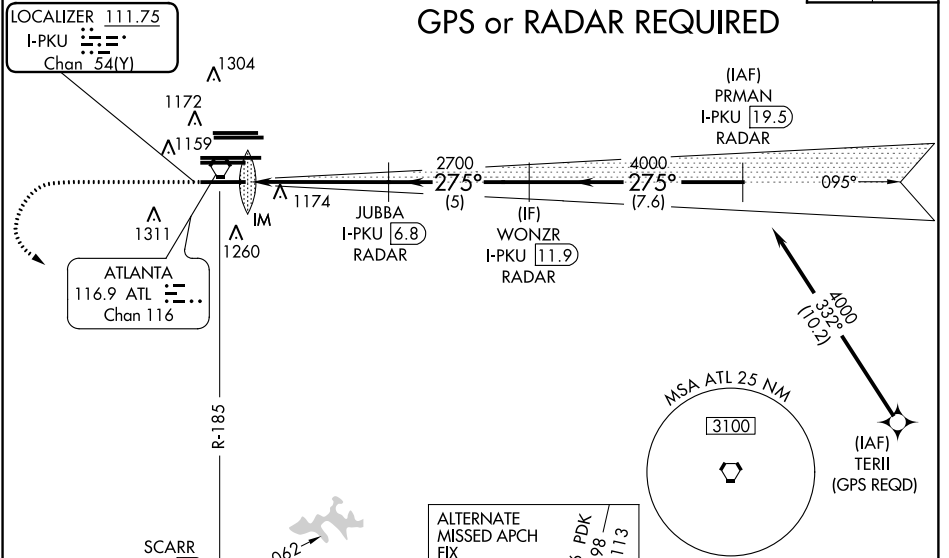 GPS or RADAR REQUIRED
LOCALIZER 111.75
I-PKU
Chan 54(Y)
1304
1172
1159
(IAF)
PRMAN
I-PKU 19.5
RADAR
2700
275°
(5)
4000
275°
(7.6)
095°
1174
IM
1311
1260
JUBBA
I-PKU 6.8
RADAR
(IF)
WONZR
I-PKU 11.9
RADAR
ATLANTA
116.9 ATL
Chan 116
4000
332°
(10.2)
R-185
MSA ATL 25 NM
3100
(IAF)
TERII
(GPS REQD)
SCARR
062
ALTERNATE
MISSED APCH
FIX
PDK
98
113